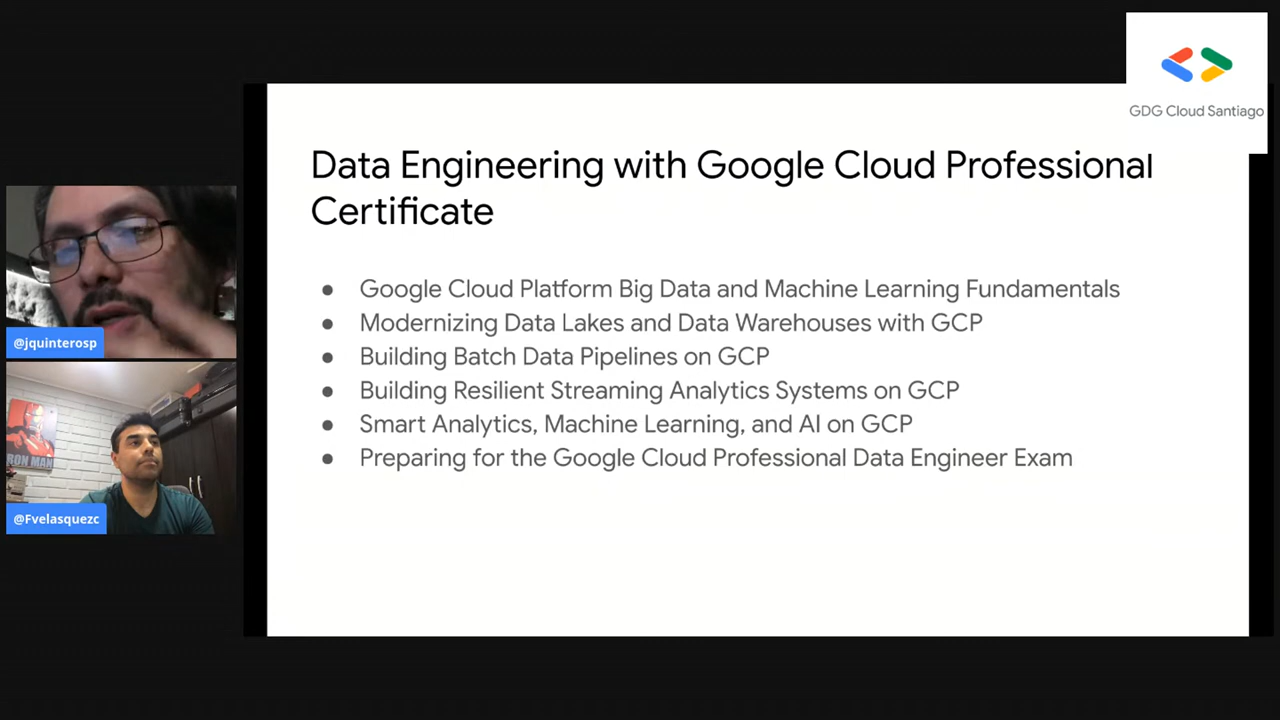 GDG Cloud Santiago
Data Engineering with Google Cloud Professional
Certificate
● Google Cloud Platform Big Data and Machine Learning Fundamentals
● Modernizing Data Lakes and Data Warehouses with GCP
● Building Batch Data Pipelines on GCP
● Building Resilient Streaming Analytics Systems on GCP
● Smart Analytics, Machine Learning, and AI on GCP
● Preparing for the Google Cloud Professional Data Engineer Exam
@jquinterosp
RON MAN
@Fvelasquezc